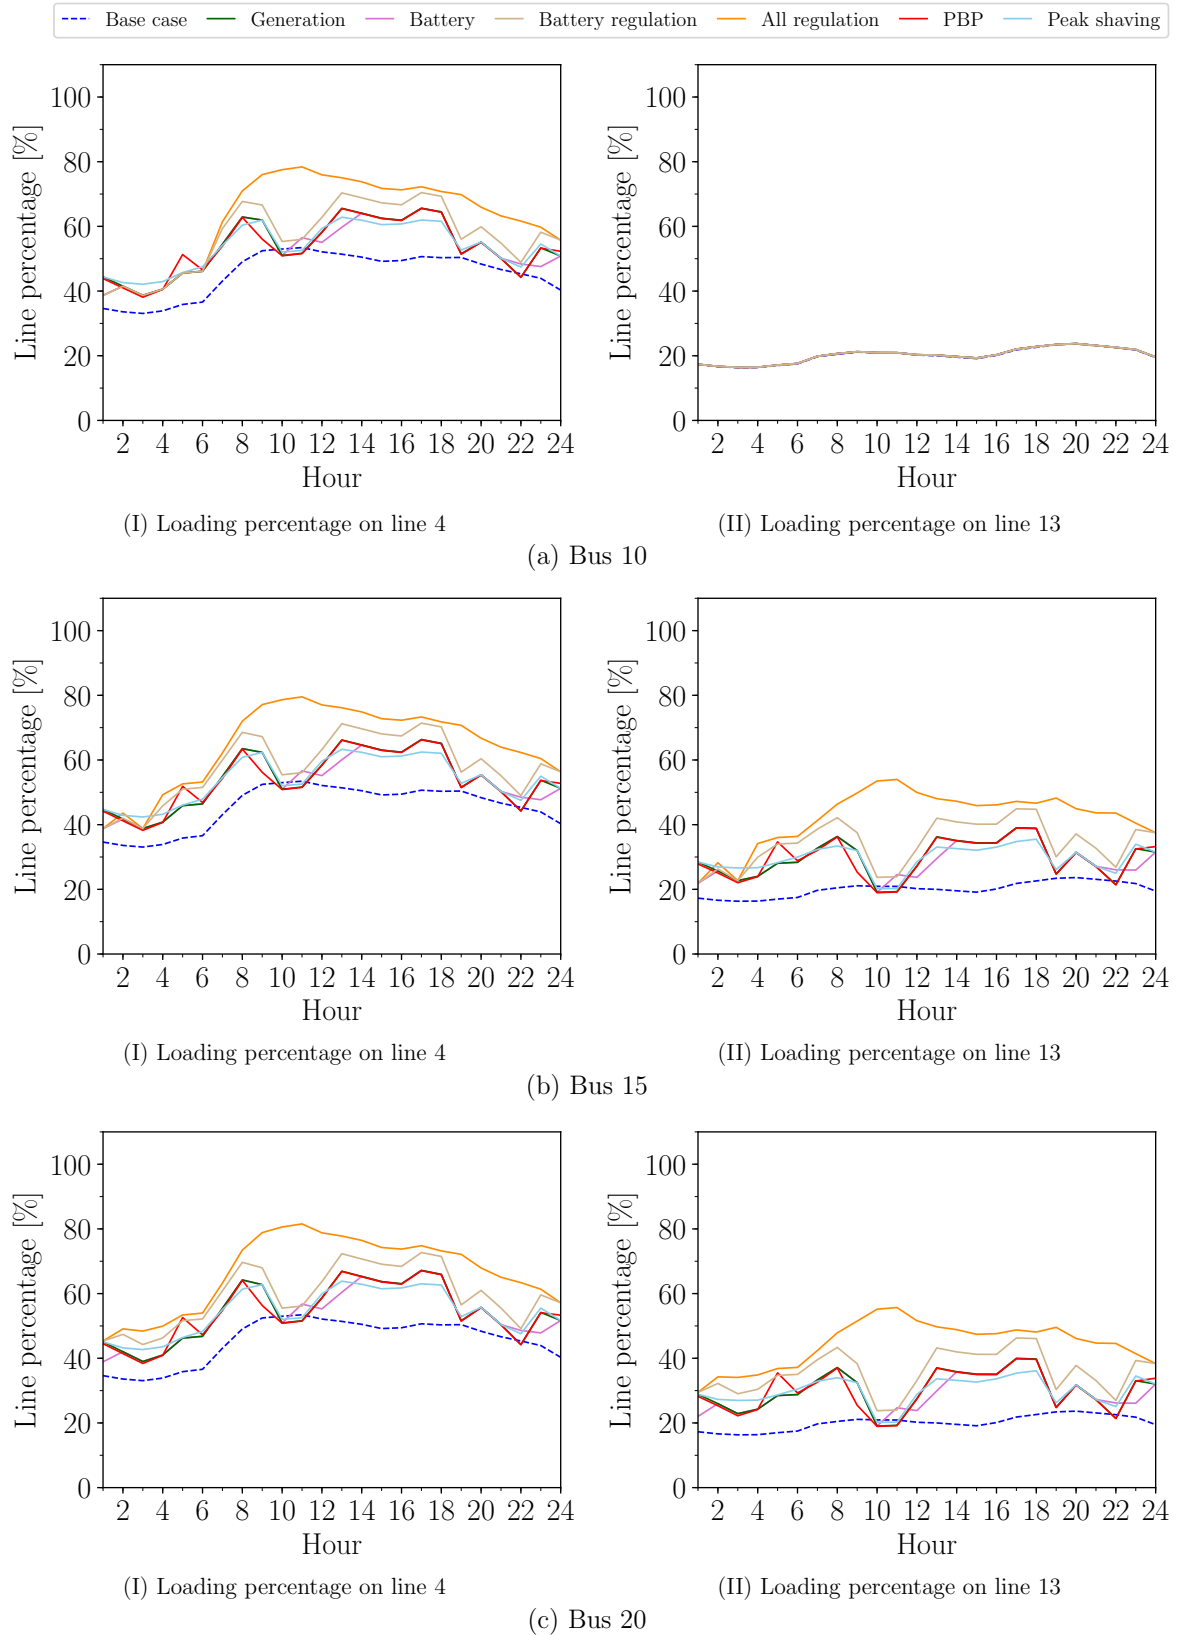 Base case Generation Battery Battery regulation All regulation PBP Peak shaving
Line percentage [%]
100
80
60
40
20
0
2 4 6 8 10 12 14 16 18 20 22 24
Hour
(I) Loading percentage on line 4
Line percentage [%]
100
80
60
40
20
0
2 4 6 8 10 12 14 16 18 20 22 24
Hour
(II) Loading percentage on line 13
(a) Bus 10
Line percentage [%]
100
80
60
40
20
0
2 4 6 8 10 12 14 16 18 20 22 24
Hour
(I) Loading percentage on line 4
Line percentage [%]
100
80
60
40
20
0
2 4 6 8 10 12 14 16 18 20 22 24
Hour
(II) Loading percentage on line 13
(b) Bus 15
Line percentage [%]
100
80
60
40
20
0
2 4 6 8 10 12 14 16 18 20 22 24
Hour
(I) Loading percentage on line 4
Line percentage [%]
100
80
60
40
20
0
2 4 6 8 10 12 14 16 18 20 22 24
Hour
(II) Loading percentage on line 13
(c) Bus 20